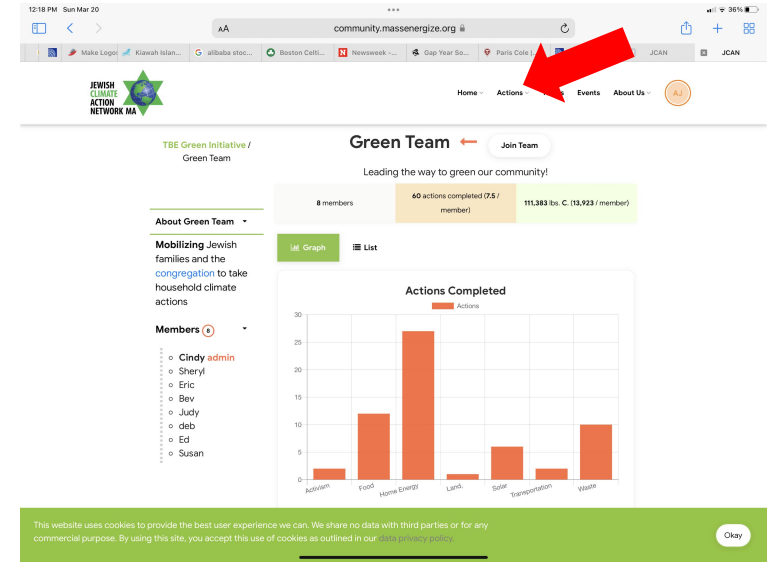 12:18 PM Sun Mar 20
36%
AA
community.massenergize.org
Make Logos
Kiawah Islan...
alibaba stoc...
Boston Celti...
Newsweek -...
Gap Year So...
Paris Cole |...
JCAN
JCAN
JEWISH
CLIMATE
ACTION
NETWORK MA
Home
Actions
Events
About Us
AJ
TBE Green Initiative /
Green Team
Green Team
Join Team
Leading the way to green our community!
8 members
60 actions completed (7.5 /
member)
111,383 lbs. C. (13,923 / member)
About Green Team
Mobilizing Jewish
families and the
congregation to take
household climate
actions
Members 8
Cindy admin
Sheryl
Eric
Bev
Judy
deb
Ed
Susan
Graph
List
Actions Completed
Actions
30
25
20
15
10
5
0
Activism
Food
Home Energy
Land.
Solar
Transportation
Waste
This website uses cookies to provide the best user experience we can. We share no data with third parties or for any
commercial purpose. By using this site, you accept this use of cookies as outlined in our data privacy policy.
Okay